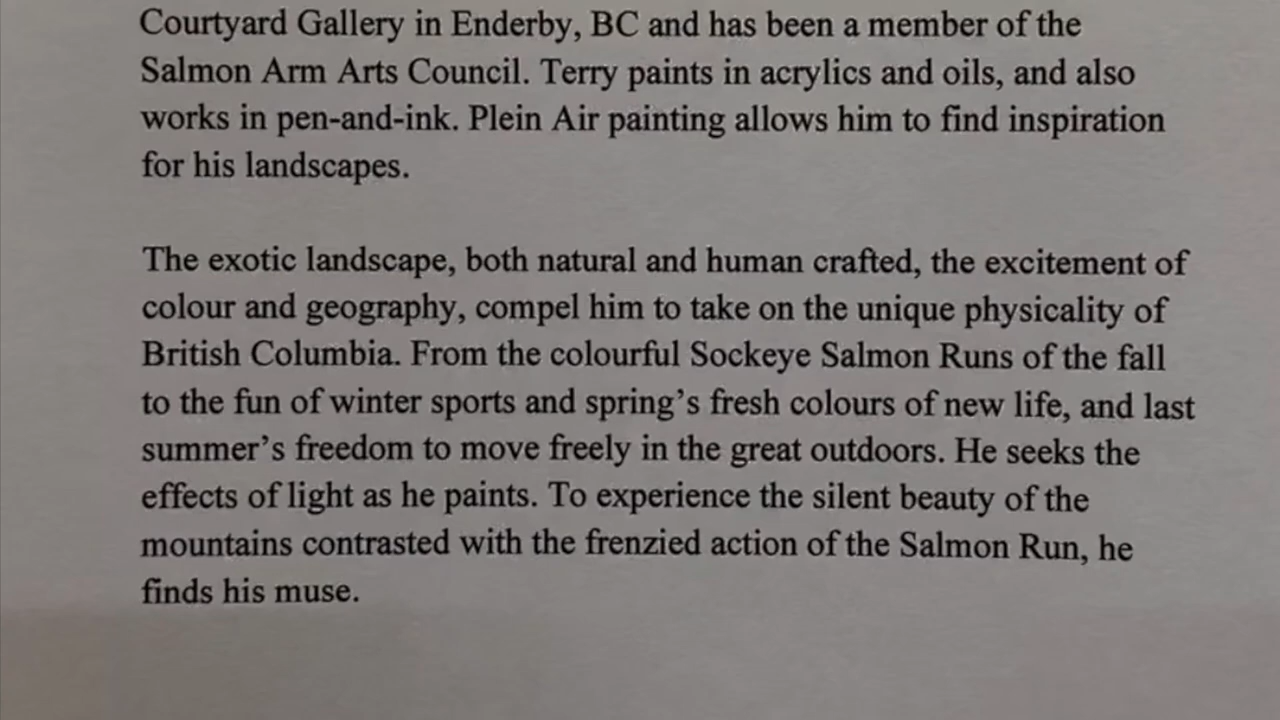 Courtyard Gallery in Enderby, BC and has been a member of the
Salmon Arm Arts Council. Terry paints in acrylics and oils, and also
works in pen-and-ink. Plein Air painting allows him to find inspiration
for his landscapes.
The exotic landscape, both natural and human crafted, the excitement of
colour and geography, compel him to take on the unique physicality of
British Columbia. From the colourful Sockeye Salmon Runs of the fall
to the fun of winter sports and spring’s fresh colours of new life, and last
summer’s freedom to move freely in the great outdoors. He seeks the
effects of light as he paints. To experience the silent beauty of the
mountains contrasted with the frenzied action of the Salmon Run, he
finds his muse.